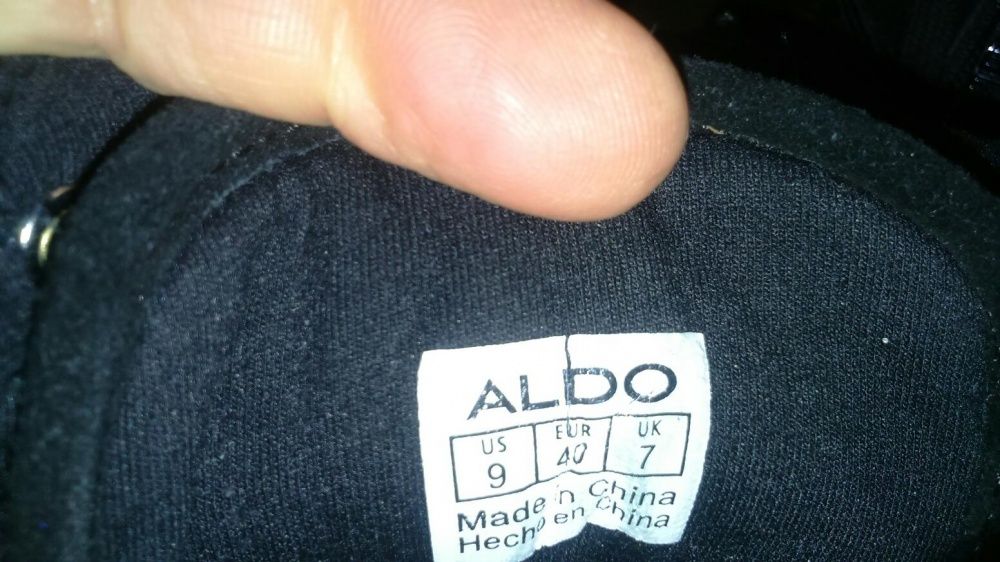 ALDO
US EUR UK
9 40 7
Made in China
Hecho en China